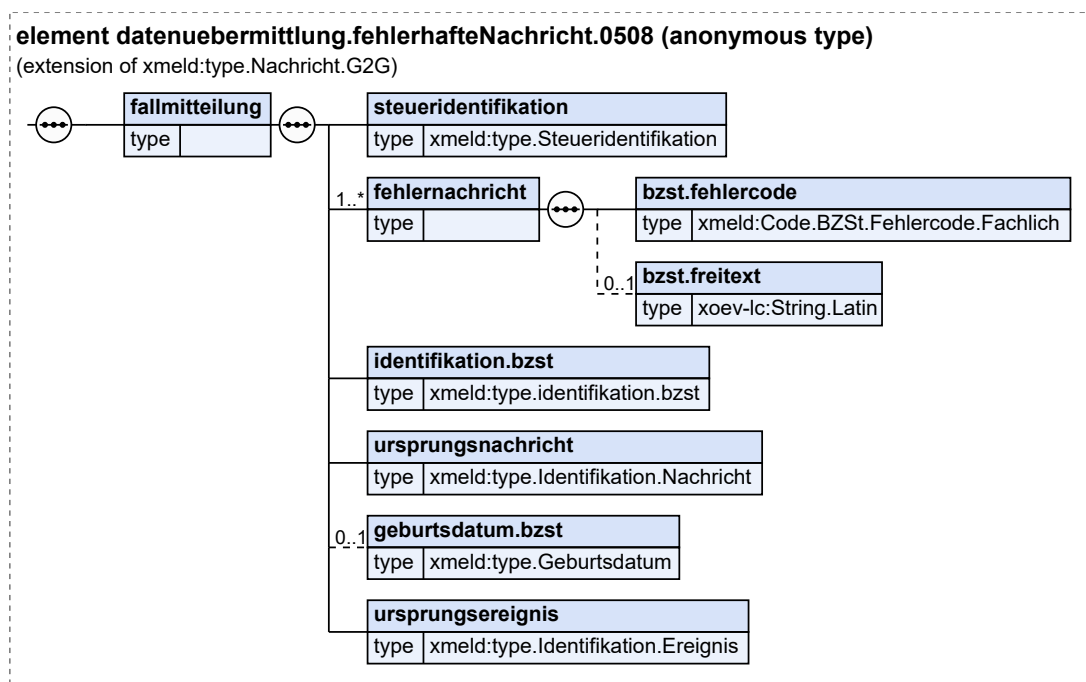 element datenuebermittlung.fehlerhafteNachricht.0508 (anonymous type)
(extension of xmeld:type.Nachricht.G2G)
fallmitteilung
type
steueridentifikation
type xmeld:type.Steueridentifikation
1..*
fehlernachricht
type
bzst.fehlercode
type xmeld:Code.BZSt.Fehlercode.Fachlich
0..1
bzst.freitext
type xoev-lc:String.Latin
identifikation.bzst
type xmeld:type.identifikation.bzst
ursprungsnachricht
type xmeld:type.Identifikation.Nachricht
0..1
geburtsdatum.bzst
type xmeld:type.Geburtsdatum
ursprungsereignis
type xmeld:type.Identifikation.Ereignis